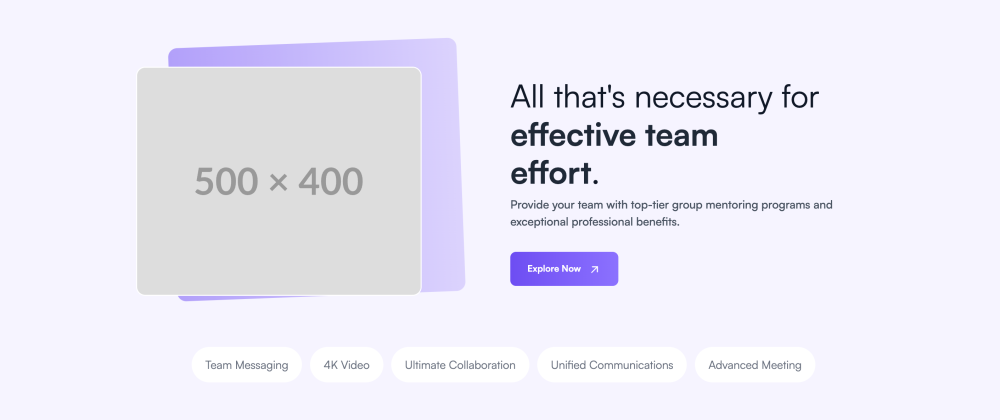 500 × 400
All that's necessary for
effective team
effort.
Provide your team with top-tier group mentoring programs and
exceptional professional benefits.
Explore Now
Team Messaging
4K Video
Ultimate Collaboration
Unified Communications
Advanced Meeting